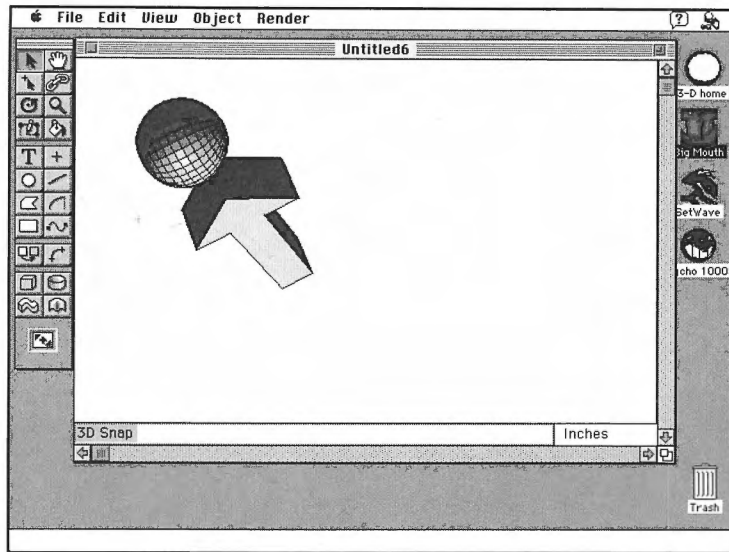 File Edit View Object Render
Untitled6
3-D home
Big Mouth
SetWave
T
cho 1000
3D Snap
Inches
Trash